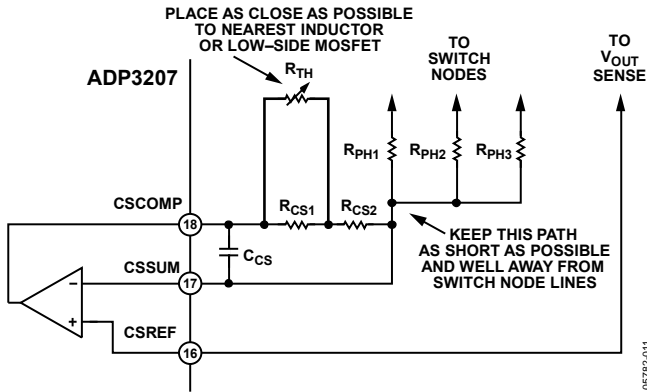 PLACE AS CLOSE AS POSSIBLE
TO NEAREST INDUCTOR
OR LOW–SIDE MOSFET
TO
SWITCH
NODES
TO
VOUT
SENSE
ADP3207
RTH
RPH1
RPH2
RPH3
CSCOMP
18
RCS1
RCS2
KEEP THIS PATH
AS SHORT AS POSSIBLE
AND WELL AWAY FROM
SWITCH NODE LINES
CCS
CSSUM
17
–
+
CSREF
16
05782-011